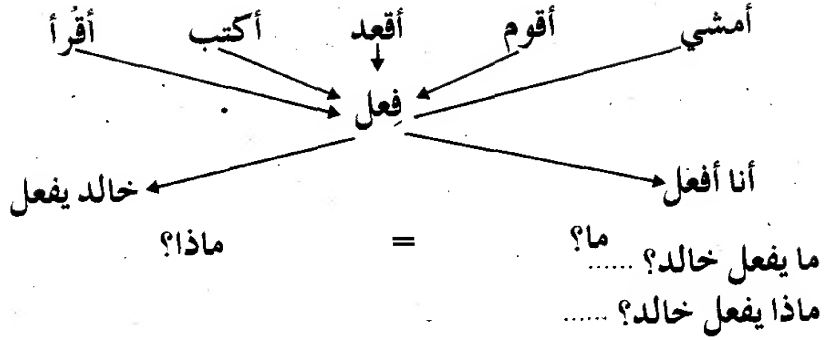 أمشي أقوم أقعد أكتب أقرأ
فِعل
أنا أفعل خالد يفعل
ما؟ = ماذا؟
ما يفعل خالد؟ ......
ماذا يفعل خالد؟ ......